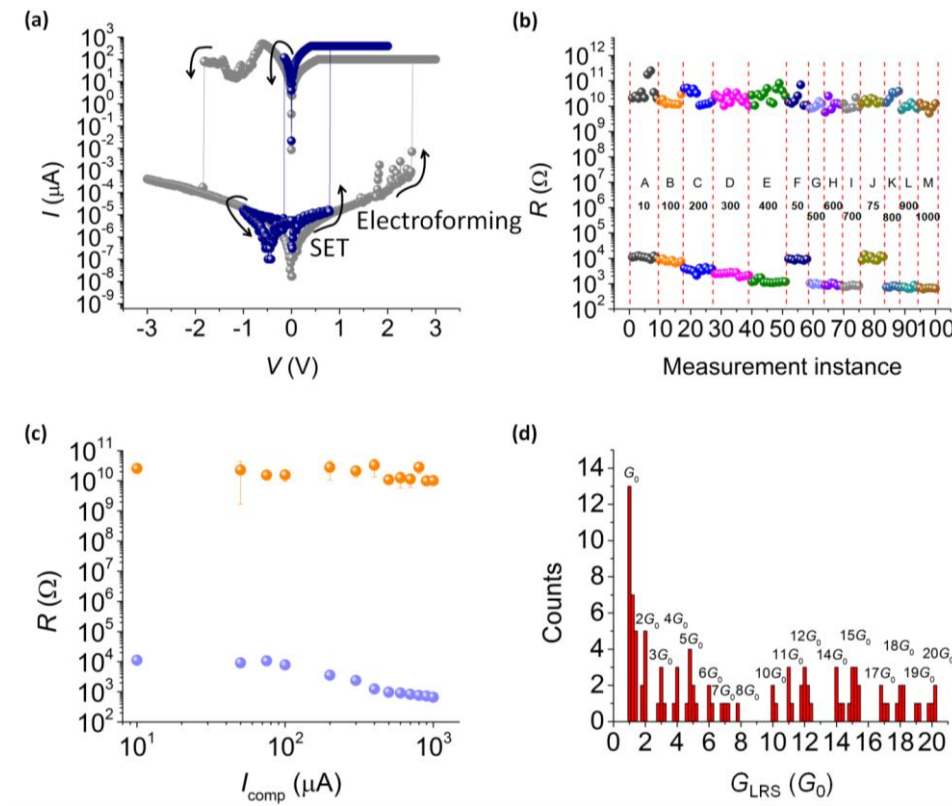 (a)
10³
10²
10¹
10⁰
10⁻¹
10⁻²
10⁻³
10⁻⁴
10⁻⁵
10⁻⁶
10⁻⁷
10⁻⁸
10⁻⁹
I (μA)
Electroforming
SET
-3 -2 -1 0 1 2 3
V (V)
(b)
10¹²
10¹¹
10¹⁰
10⁹
10⁸
10⁷
10⁶
10⁵
10⁴
10³
10²
R (Ω)
A B C D E F G H I J K L M
10 100 200 300 400 50 600 75 900
500 700 800 1000
0 10 20 30 40 50 60 70 80 90 100
Measurement instance
(c)
10¹¹
10¹⁰
10⁹
10⁸
10⁷
10⁶
10⁵
10⁴
10³
10²
R (Ω)
10¹ 10² 10³
I_comp (μA)
(d)
14
12
10
8
6
4
2
0
Counts
G₀
2G₀ 4G₀
3G₀
5G₀
6G₀
7G₀ 8G₀
10G₀
11G₀
12G₀
14G₀
15G₀
17G₀
18G₀
19G₀
20G₀
0 2 4 6 8 10 12 14 16 18 20
G_LRS (G₀)